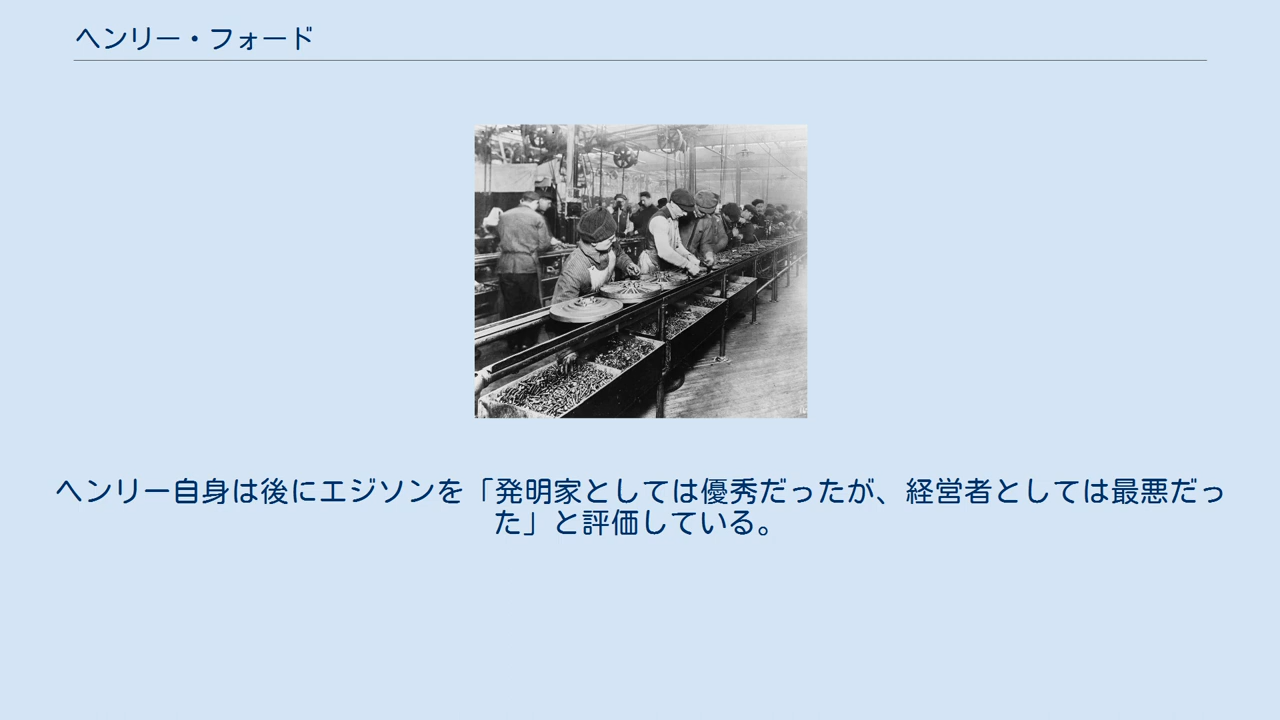 ヘンリー・フォード
ヘンリー自身は後にエジソンを「発明家としては優秀だったが、経営者としては最悪だっ
た」と評価している。